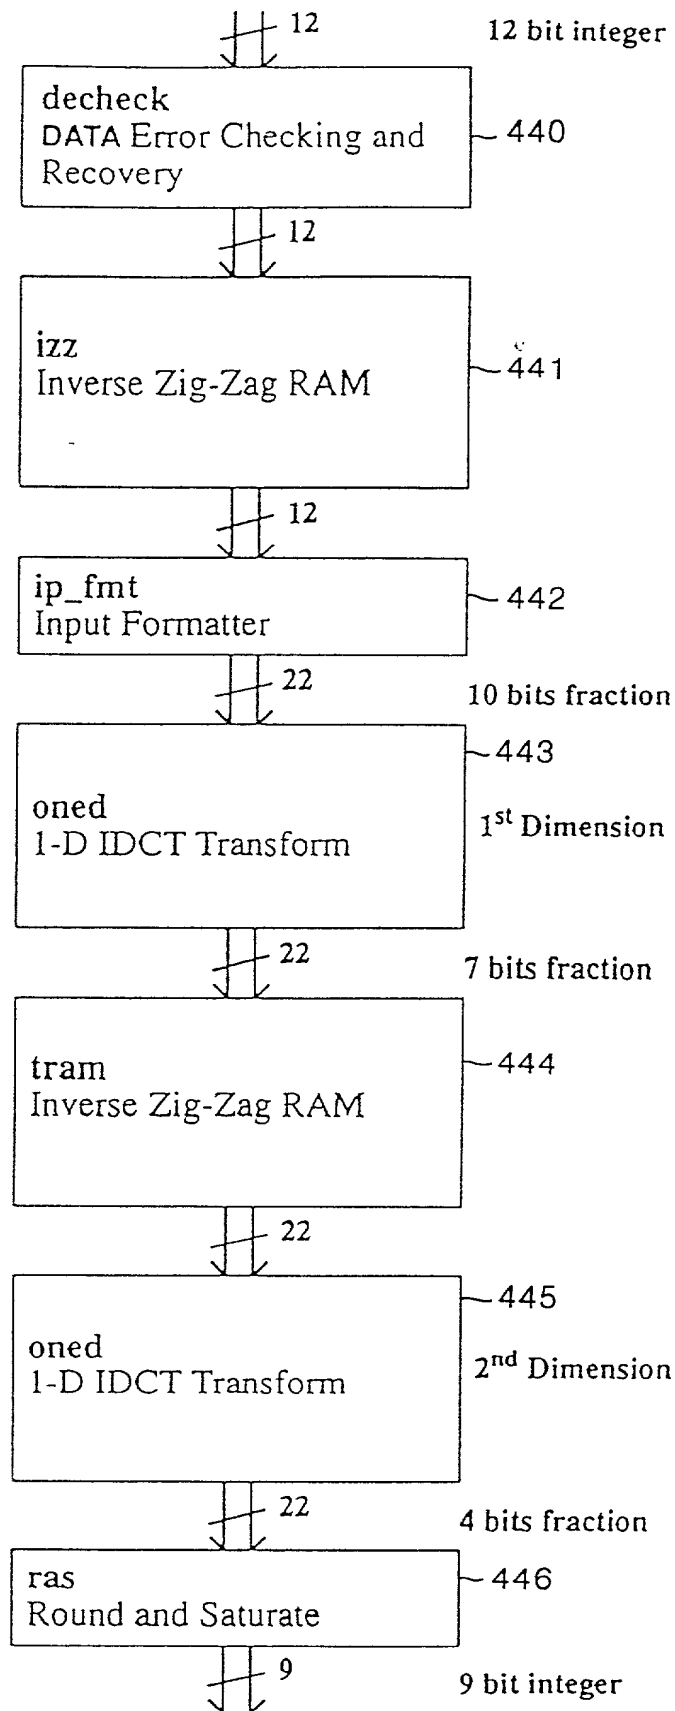 12
12 bit integer
decheck
DATA Error Checking and
Recovery
440
12
izz
Inverse Zig-Zag RAM
441
12
ip_fmt
Input Formatter
442
22
10 bits fraction
443
oned
1-D IDCT Transform
1st Dimension
22
7 bits fraction
tram
Inverse Zig-Zag RAM
444
22
445
oned
1-D IDCT Transform
2nd Dimension
22
4 bits fraction
ras
Round and Saturate
446
9
9 bit integer